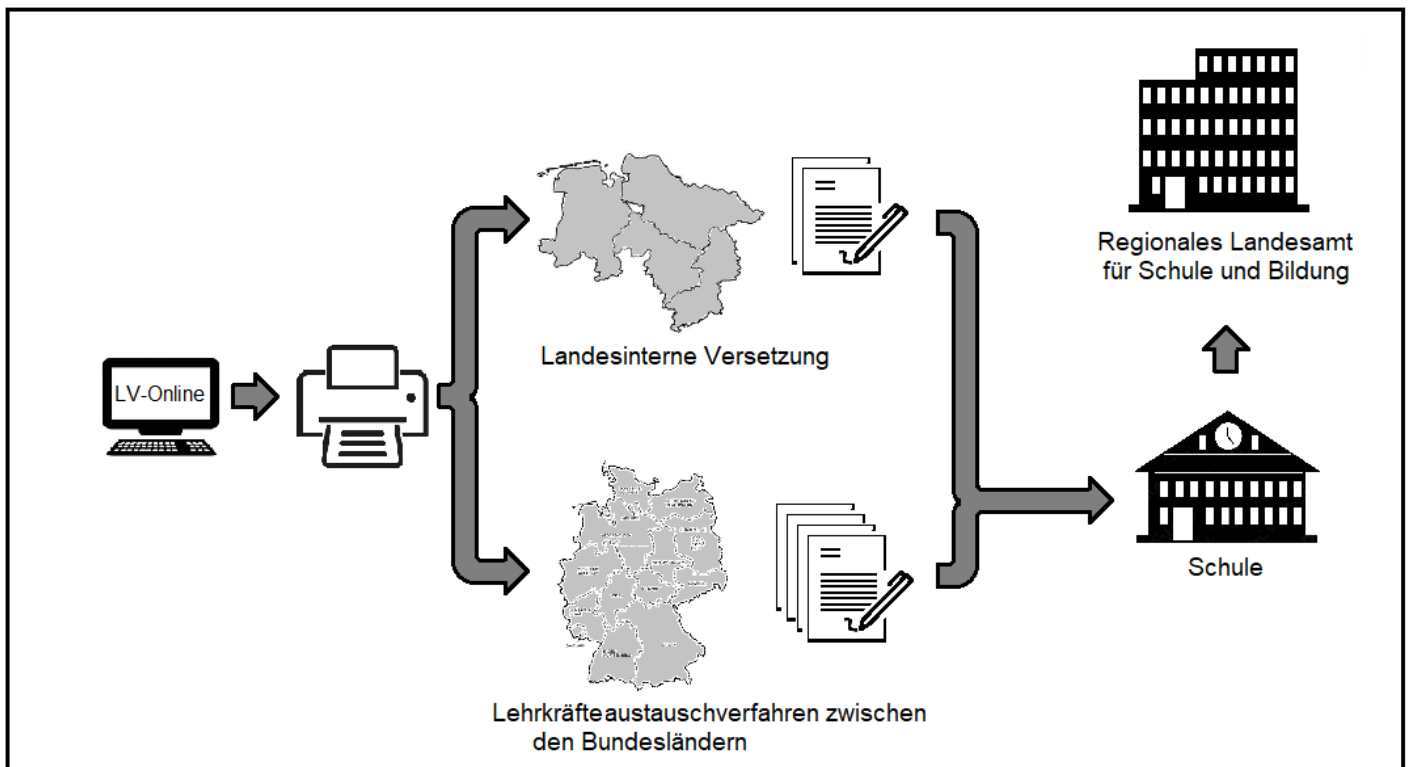 Regionales Landesamt
für Schule und Bildung
Landesinterne Versetzung
LV-Online
Schule
Lehrkräfteaustauschverfahren zwischen
den Bundesländern